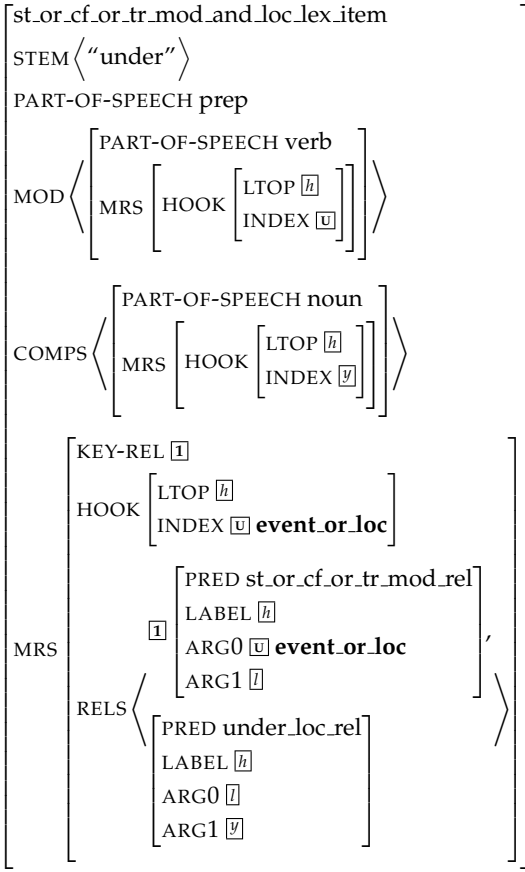 st_or_cf_or_tr_mod_and_loc_lex_item
STEM ⟨“under”⟩
PART-OF-SPEECH prep
PART-OF-SPEECH verb
MOD
MRS
HOOK
LTOP h
INDEX U
PART-OF-SPEECH noun
COMPS
MRS
HOOK
LTOP h
INDEX y
KEY-REL 1
HOOK
LTOP h
INDEX U event_or_loc
MRS
RELS
1
PRED st_or_cf_or_tr_mod_rel
LABEL h
ARG0 U event_or_loc
ARG1 l
,
PRED under_loc_rel
LABEL h
ARG0 l
ARG1 y